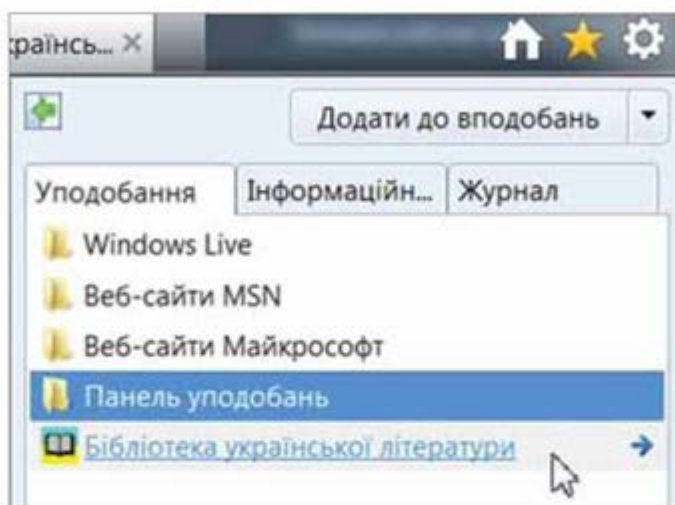 країнсь...
Додати до вподобань
Уподобання Інформаційн... Журнал
Windows Live
Веб-сайти MSN
Веб-сайти Майкрософт
Панель уподобань
Бібліотека української літератури